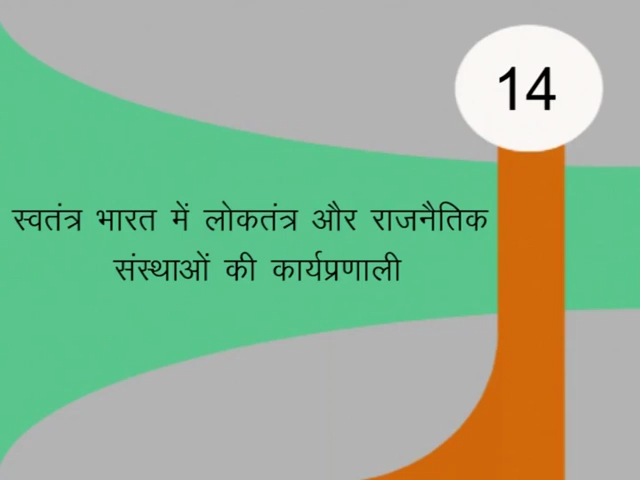 14
स्वतंत्र भारत में लोकतंत्र और राजनैतिक
संस्थाओं की कार्यप्रणाली